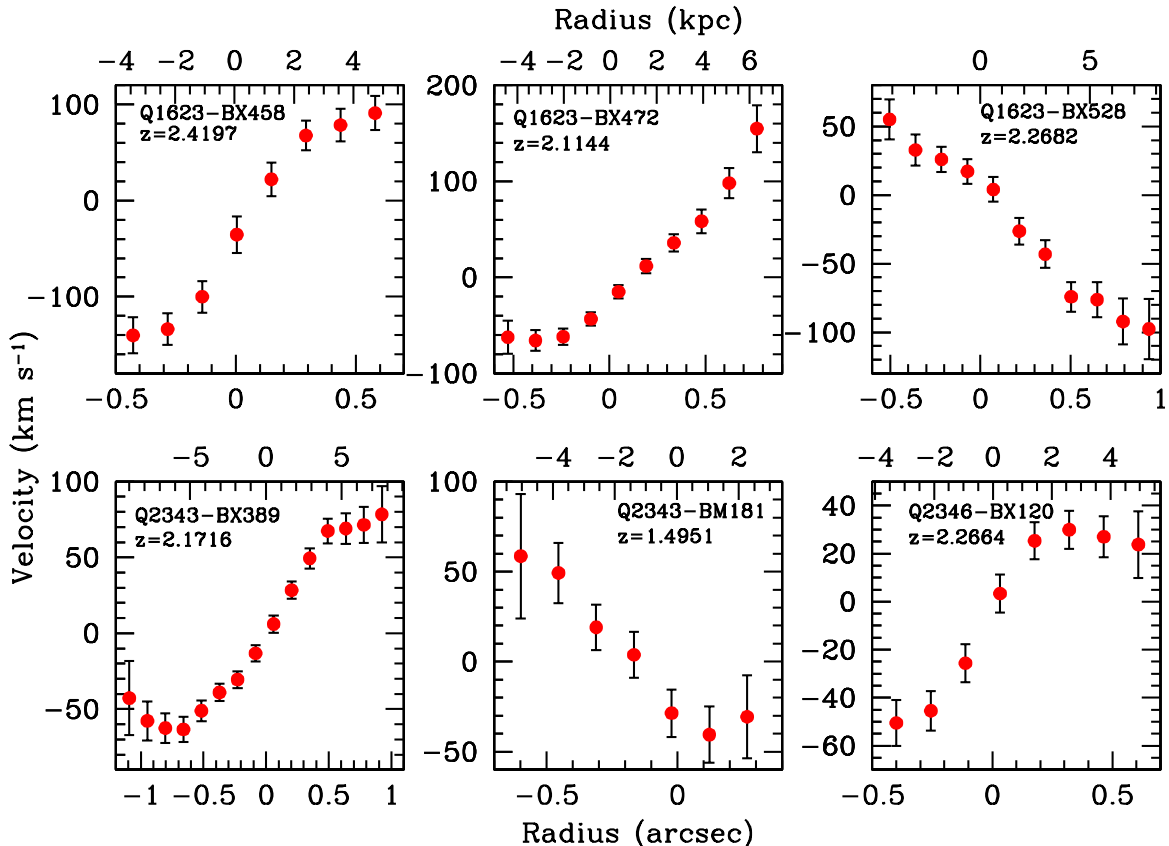 Radius (kpc)
−4 −2 0 2 4
−4 −2 0 2 4 6
0 5
100
0
−100
Q1623−BX458
z=2.4197
−0.5 0 0.5
200
100
0
−100
Q1623−BX472
z=2.1144
−0.5 0 0.5
50
0
−50
−100
Q1623−BX528
z=2.2682
−0.5 0 0.5 1
Velocity (km s⁻¹)
−5 0 5
−4 −2 0 2
−4 −2 0 2 4
100
50
0
−50
Q2343−BX389
z=2.1716
−1 −0.5 0 0.5 1
100
50
0
−50
Q2343−BM181
z=1.4951
−0.5 0
40
20
0
−20
−40
−60
Q2346−BX120
z=2.2664
−0.5 0 0.5
Radius (arcsec)